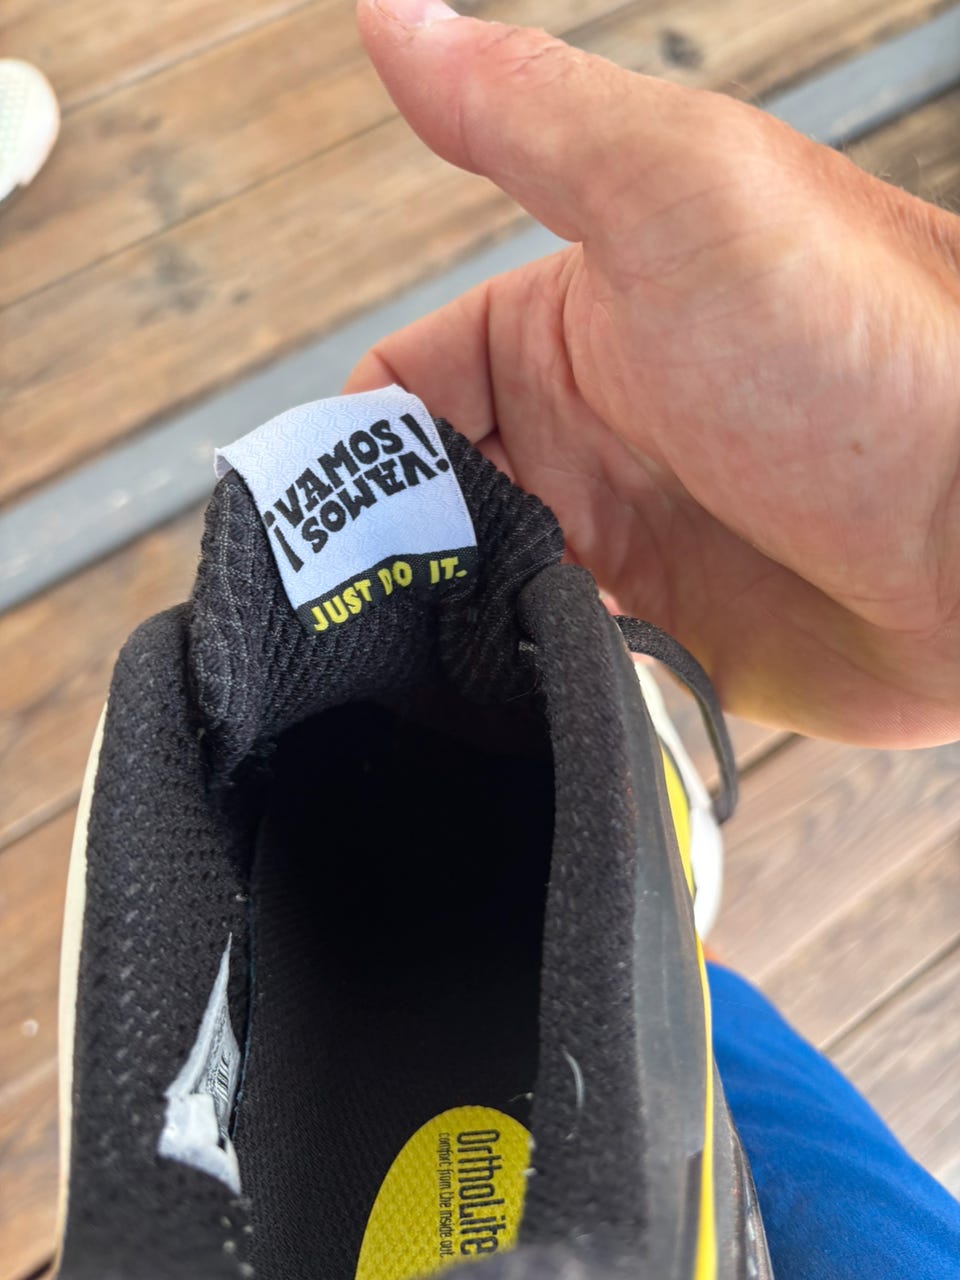 ¡VAMOS!
¡VAMOS!
JUST DO IT.
OrthoLite
comfort from the inside out.